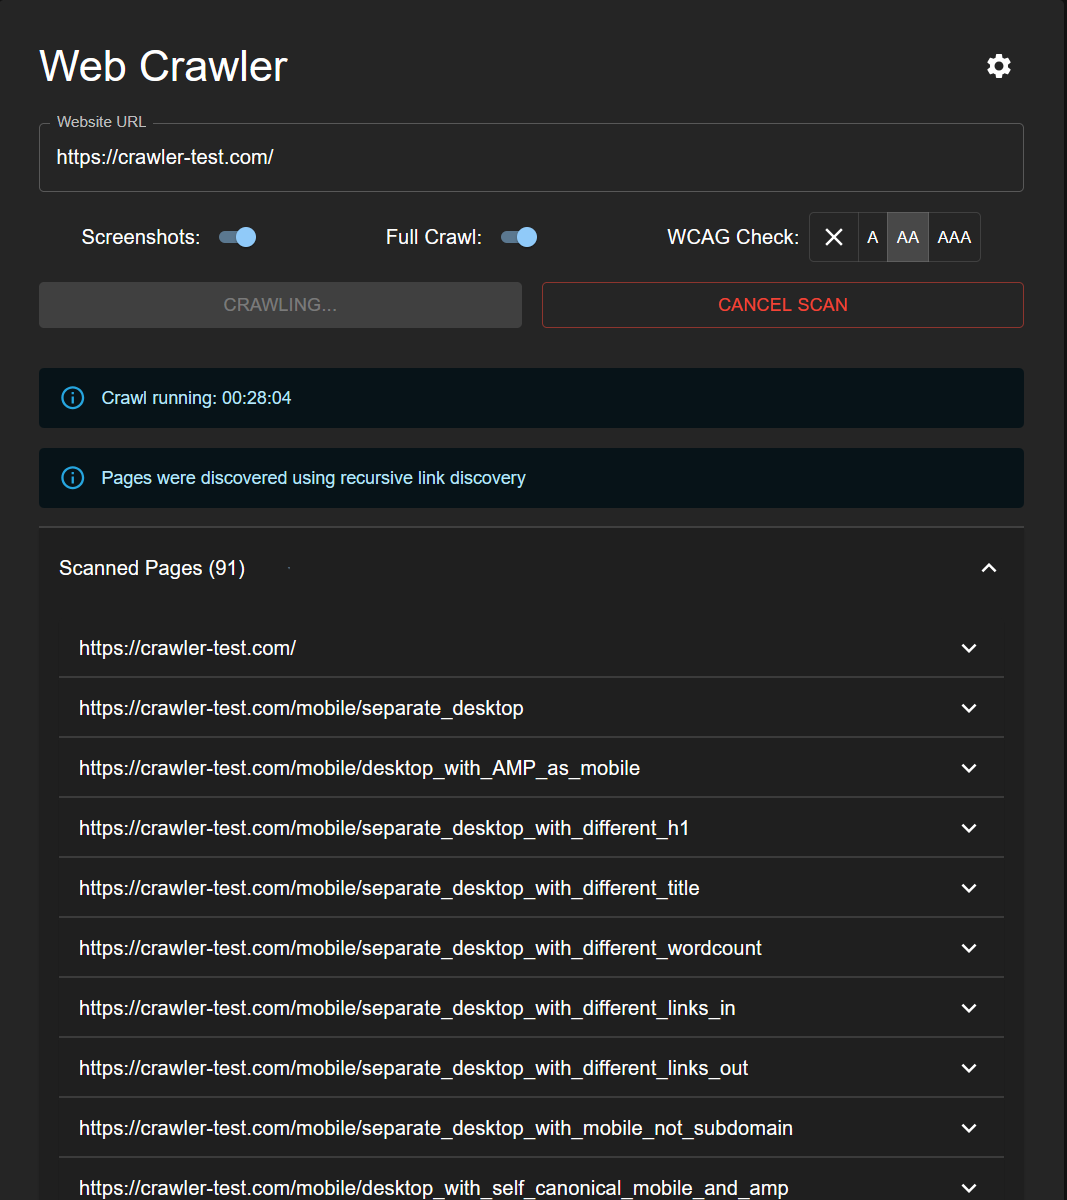 Web Crawler
Website URL
https://crawler-test.com/
Screenshots: Full Crawl: WCAG Check: A AA AAA
CRAWLING... CANCEL SCAN
Crawl running: 00:28:04
Pages were discovered using recursive link discovery
Scanned Pages (91)
https://crawler-test.com/
https://crawler-test.com/mobile/separate_desktop
https://crawler-test.com/mobile/desktop_with_AMP_as_mobile
https://crawler-test.com/mobile/separate_desktop_with_different_h1
https://crawler-test.com/mobile/separate_desktop_with_different_title
https://crawler-test.com/mobile/separate_desktop_with_different_wordcount
https://crawler-test.com/mobile/separate_desktop_with_different_links_in
https://crawler-test.com/mobile/separate_desktop_with_different_links_out
https://crawler-test.com/mobile/separate_desktop_with_mobile_not_subdomain
https://crawler-test.com/mobile/desktop_with_self_canonical_mobile_and_amp